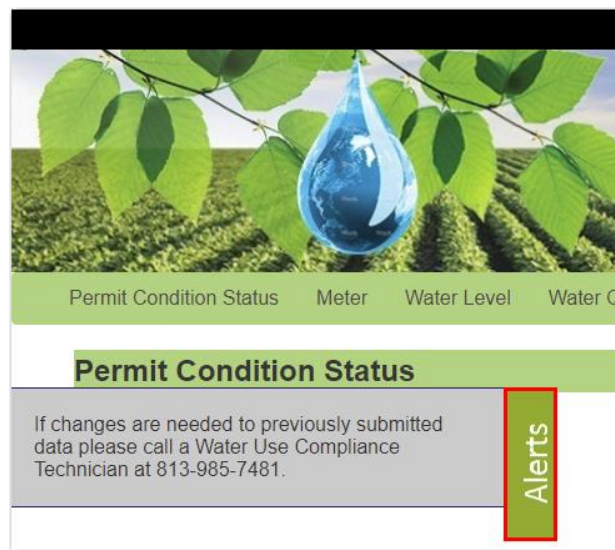 Permit Condition Status Meter Water Level Water
Permit Condition Status
If changes are needed to previously submitted
data please call a Water Use Compliance
Technician at 813-985-7481.
Alerts